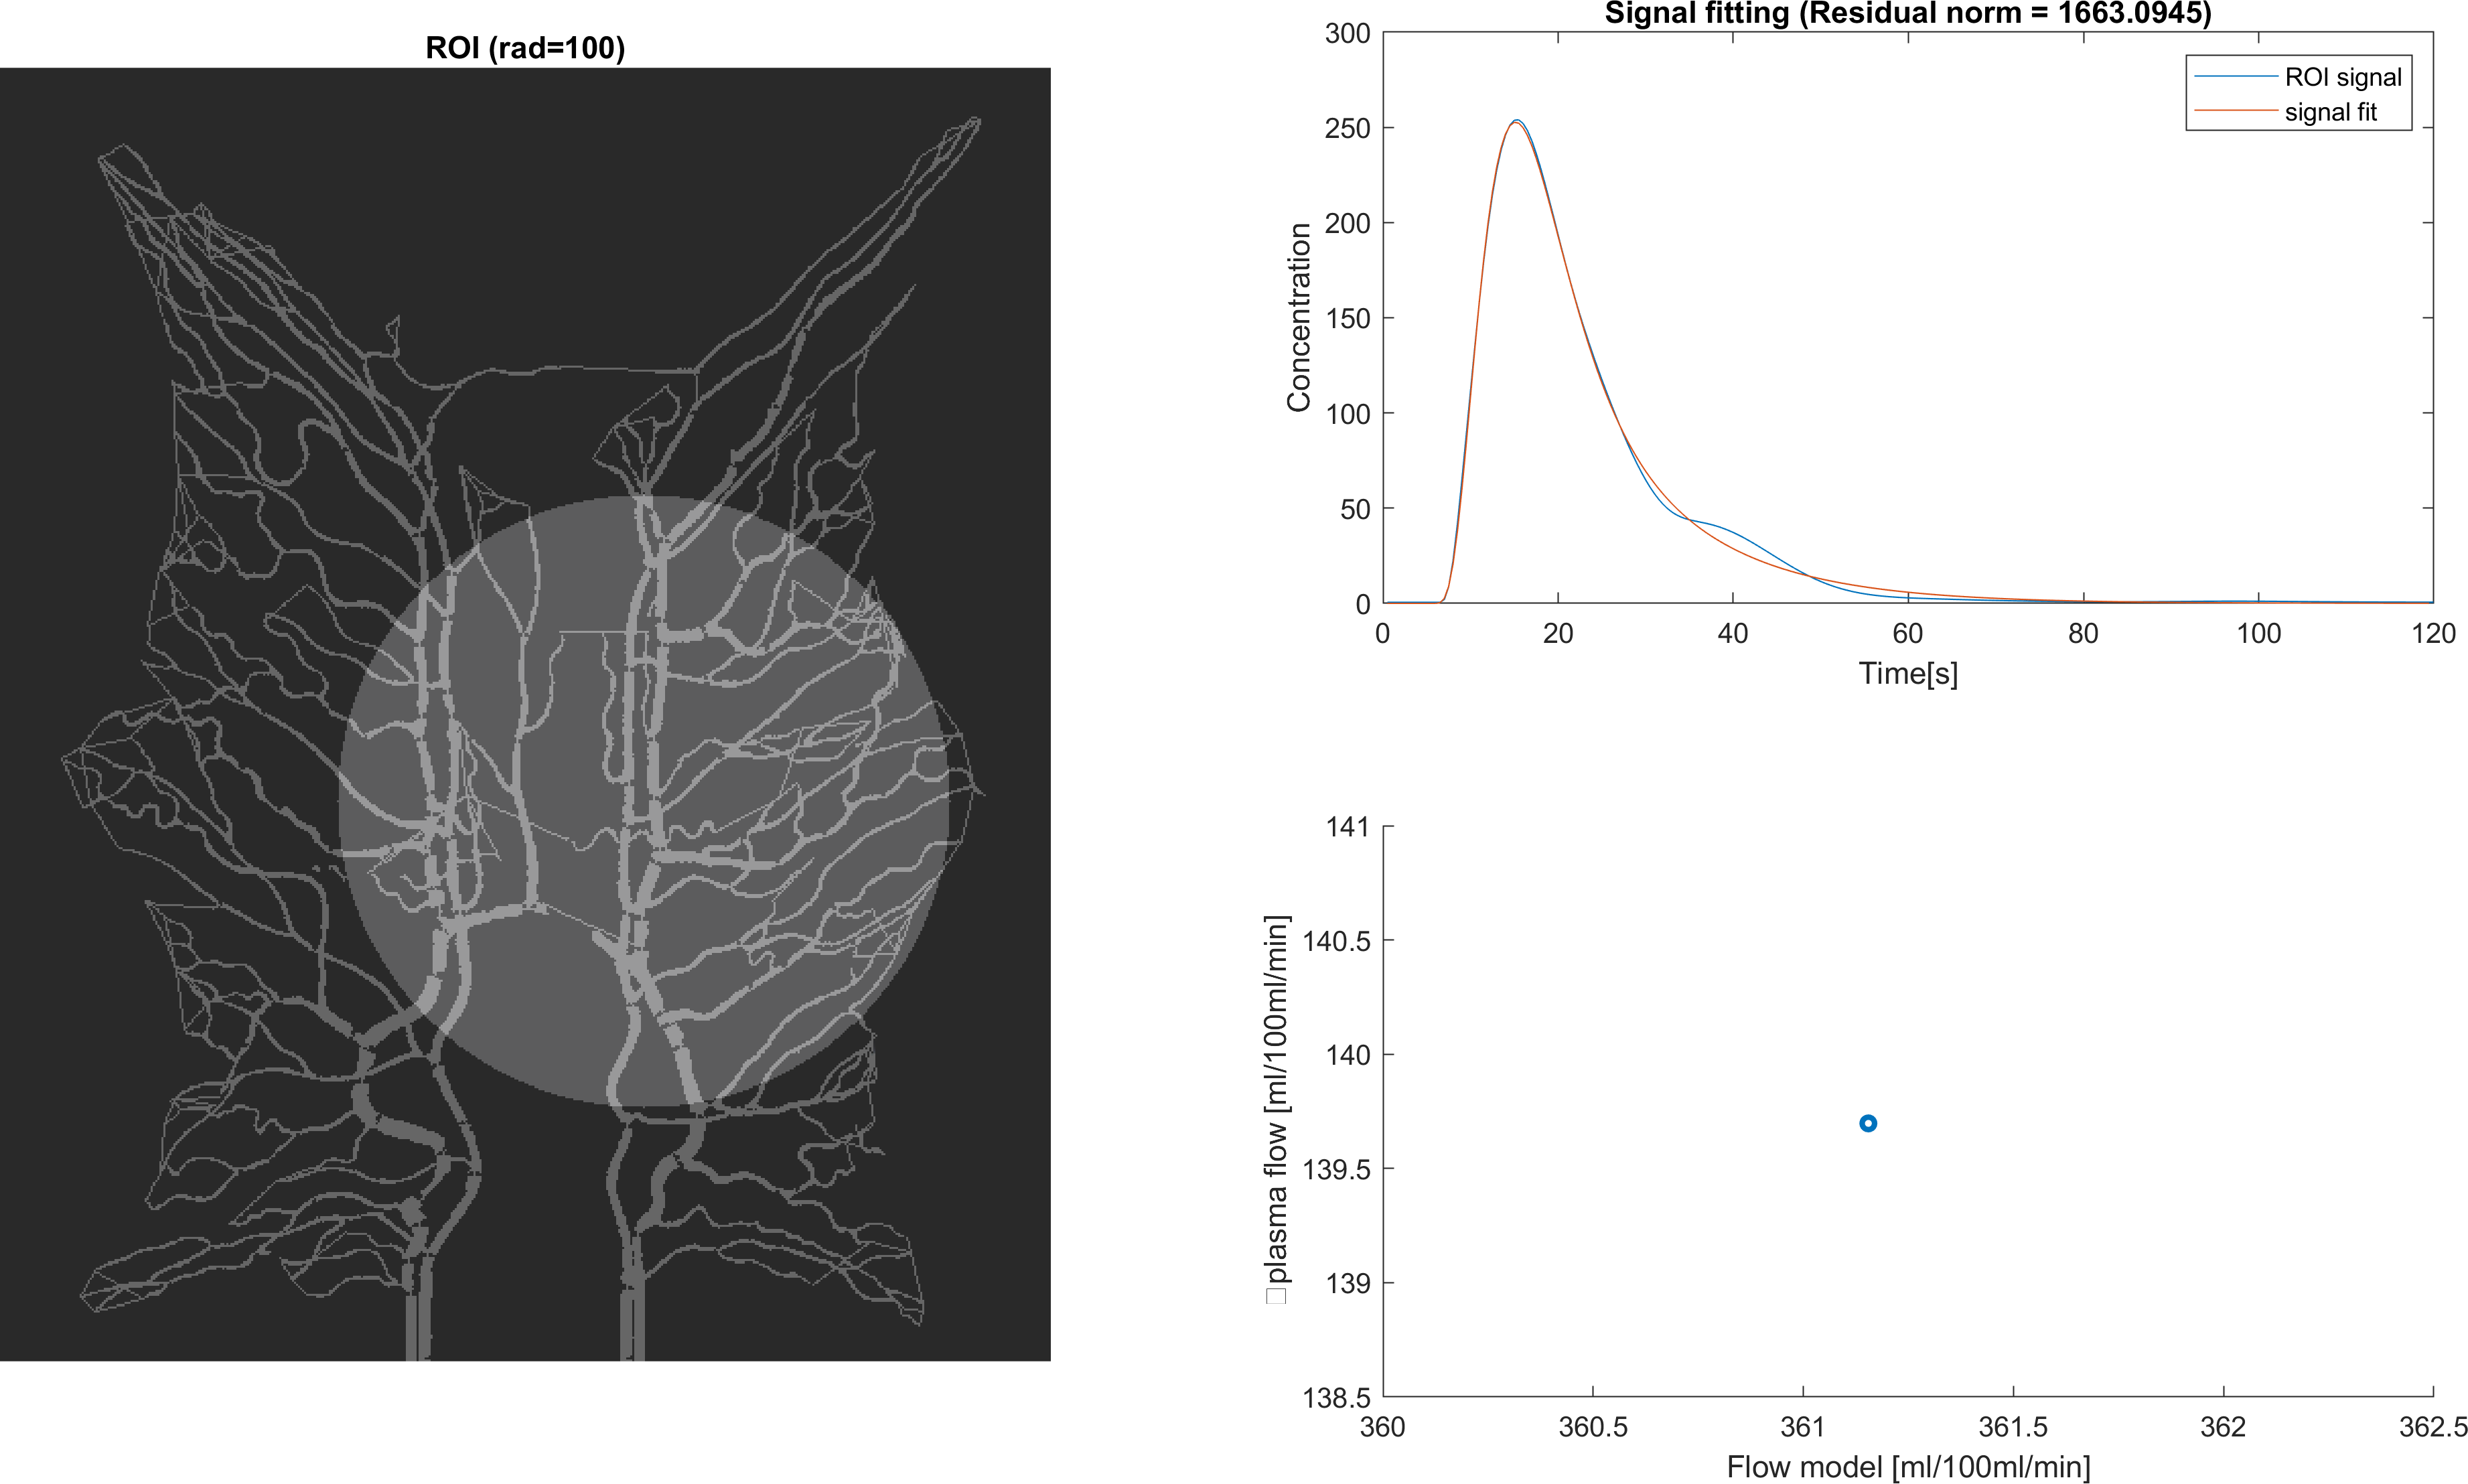 ROI (rad=100)
Signal fitting (Residual norm = 1663.0945)
300
250
200
150
100
50
0
Concentration
ROI signal
signal fit
0 20 40 60 80 100 120
Time[s]
141
140.5
140
139.5
139
138.5
□plasma flow [ml/100ml/min]
360 360.5 361 361.5 362 362.5
Flow model [ml/100ml/min]